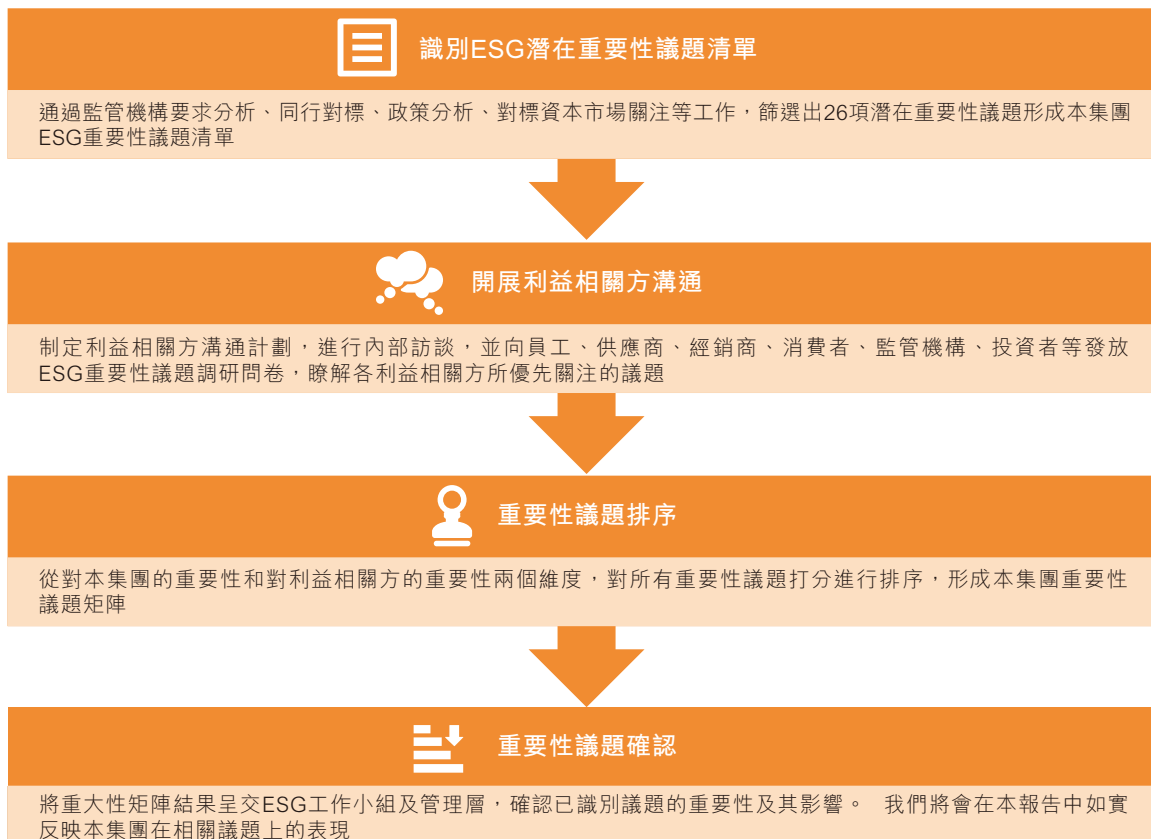 識別ESG潛在重要性議題清單
通過監管機構要求分析、同行對標、政策分析、對標資本市場關注等工作，篩選出26項潛在重要性議題形成本集團
ESG重要性議題清單
開展利益相關方溝通
制定利益相關方溝通計劃，進行內部訪談，並向員工、供應商、經銷商、消費者、監管機構、投資者等發放
ESG重要性議題調研問卷，瞭解各利益相關方所優先關注的議題
重要性議題排序
從對本集團的重要性和對利益相關方的重要性兩個維度，對所有重要性議題打分進行排序，形成本集團重要性
議題矩陣
重要性議題確認
將重大性矩陣結果呈交ESG工作小組及管理層，確認已識別議題的重要性及其影響。 我們將會在本報告中如實
反映本集團在相關議題上的表現